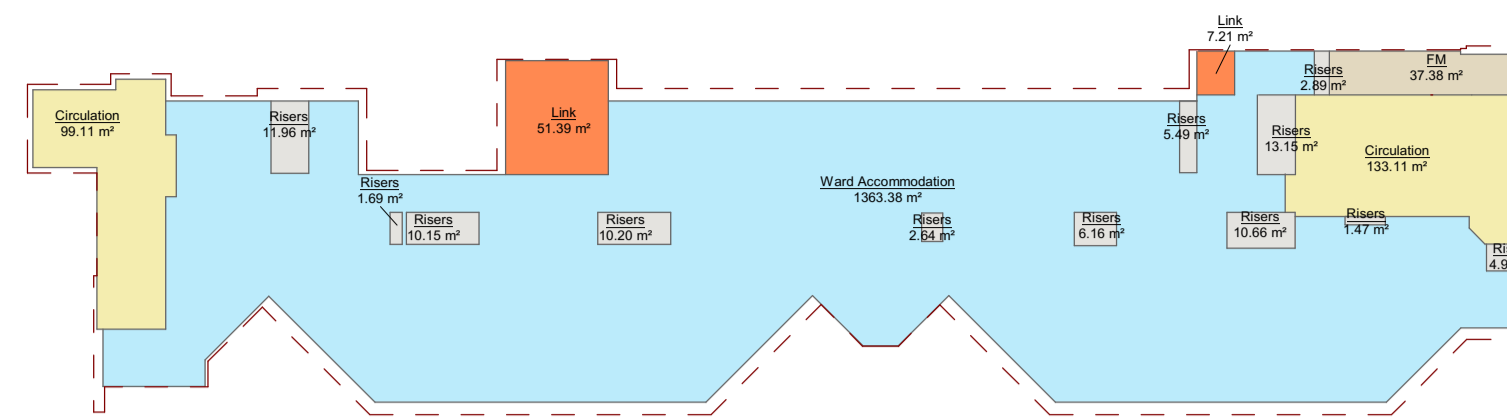 Link
7.21 m²
FM
37.38 m²
Risers
2.89 m²
Circulation
99.11 m²
Risers
11.96 m²
Link
51.39 m²
Risers
5.49 m²
Risers
13.15 m²
Circulation
133.11 m²
Risers
1.69 m²
Ward Accommodation
1363.38 m²
Risers
10.15 m²
Risers
10.20 m²
Risers
2.64 m²
Risers
6.16 m²
Risers
10.66 m²
Risers
1.47 m²